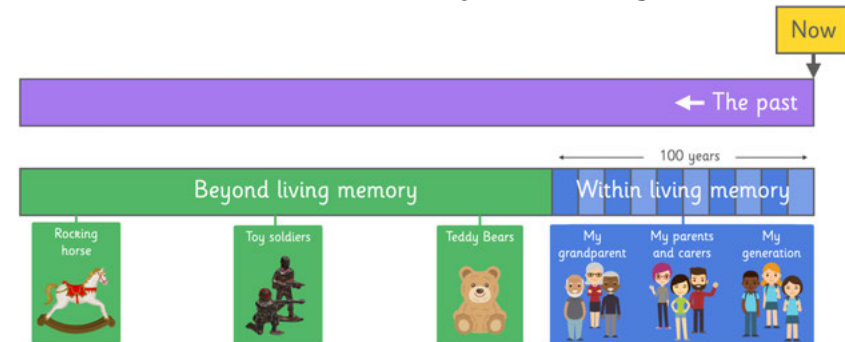 Now
← The past
100 years
Beyond living memory
Within living memory
Rocking
horse
Toy soldiers
Teddy Bears
My
grandparent
My parents
and carers
My
generation